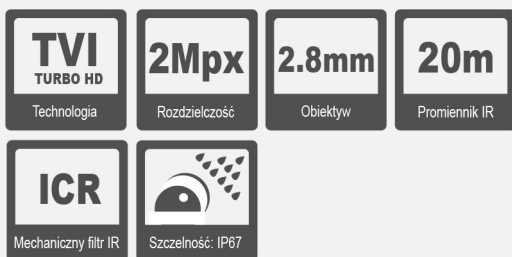 TVI
TURBO HD
Technologia
2Mpx
Rozdzielczość
2.8mm
Obiektyw
20m
Promiennik IR
ICR
Mechaniczny filtr IR
Szczelność: IP67